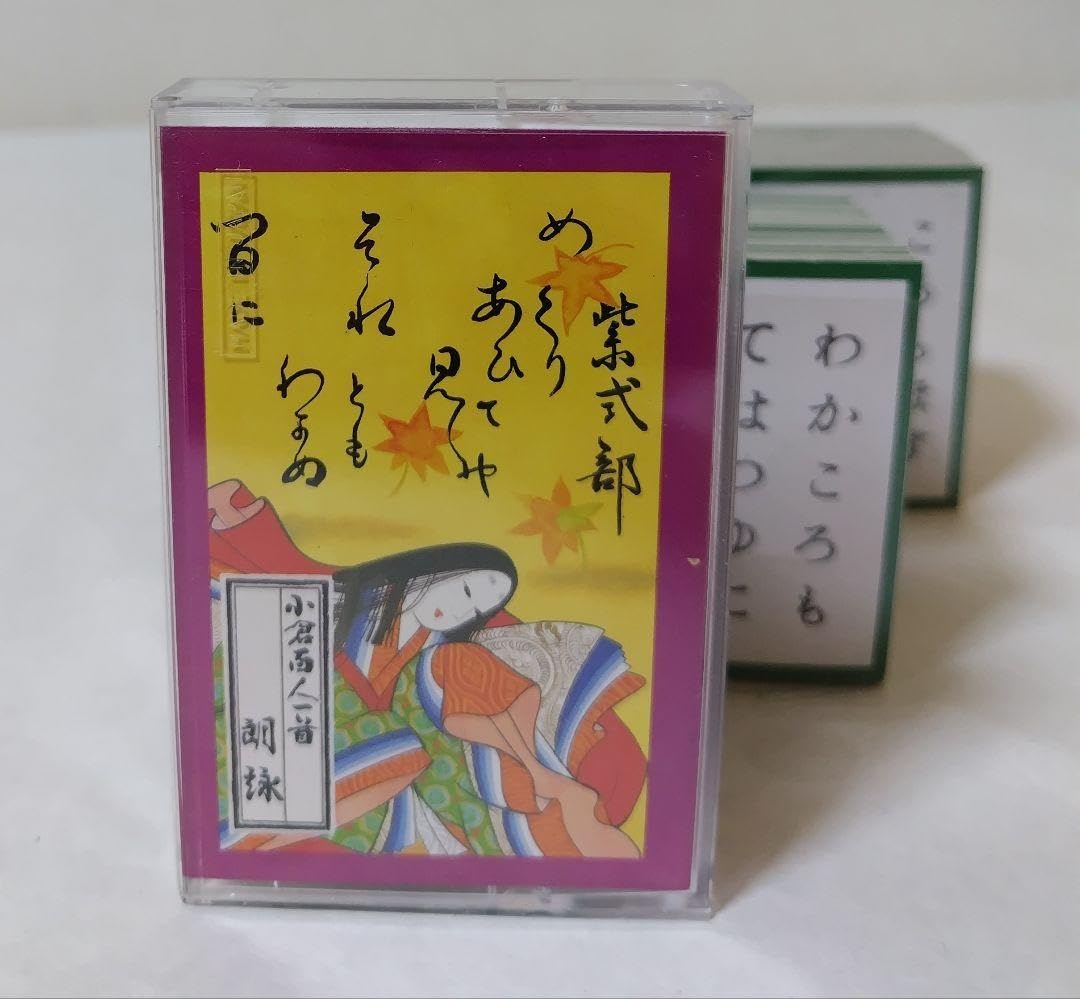 紫式部
めくり
あひて
見しや
それ
とも
わかぬ
間に
小倉百人一首
朗詠
わかころも
てはつゆに